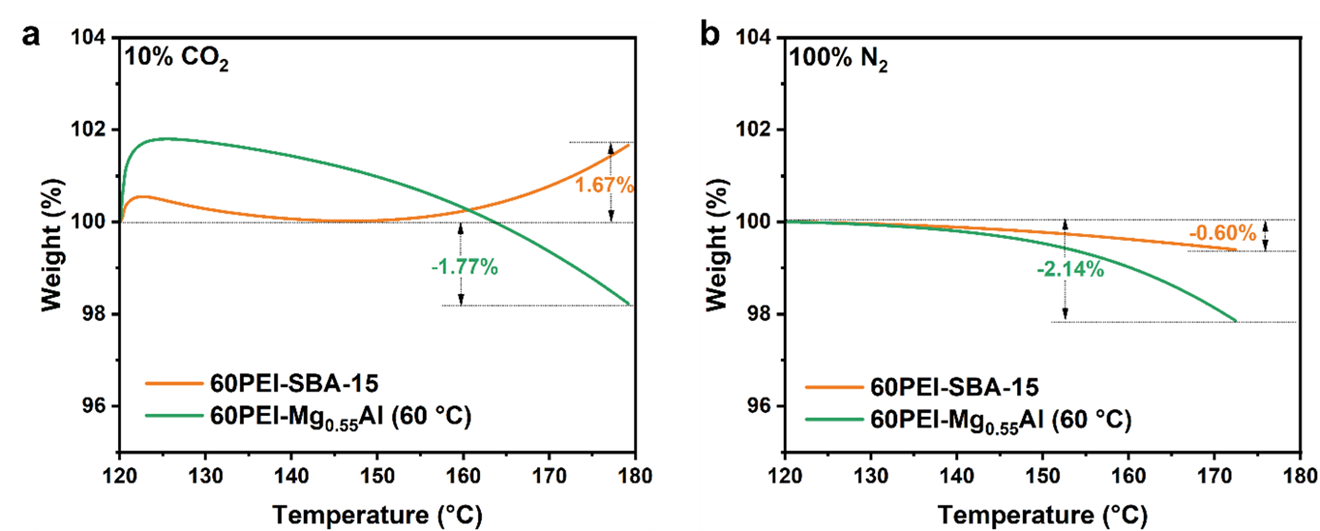 a
10% CO₂
104
102
100
98
96
Weight (%)
1.67%
-1.77%
60PEI-SBA-15
60PEI-Mg₀.₅₅Al (60 °C)
120 130 140 150 160 170 180
Temperature (°C)
b
100% N₂
104
102
100
98
96
Weight (%)
-0.60%
-2.14%
60PEI-SBA-15
60PEI-Mg₀.₅₅Al (60 °C)
120 130 140 150 160 170 180
Temperature (°C)